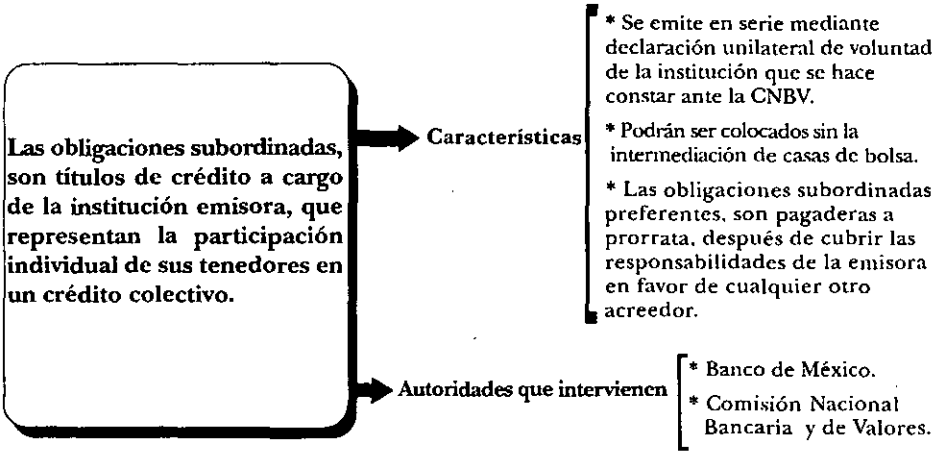 Las obligaciones subordinadas,
son títulos de crédito a cargo
de la institución emisora, que
representan la participación
individual de sus tenedores en
un crédito colectivo.
Características
* Se emite en serie mediante
declaración unilateral de voluntad
de la institución que se hace
constar ante la CNBV.
* Podrán ser colocados sin la
intermediación de casas de bolsa.
* Las obligaciones subordinadas
preferentes, son pagaderas a
prorrata, después de cubrir las
responsabilidades de la emisora
en favor de cualquier otro
acreedor.
Autoridades que intervienen
* Banco de México.
* Comisión Nacional
Bancaria y de Valores.